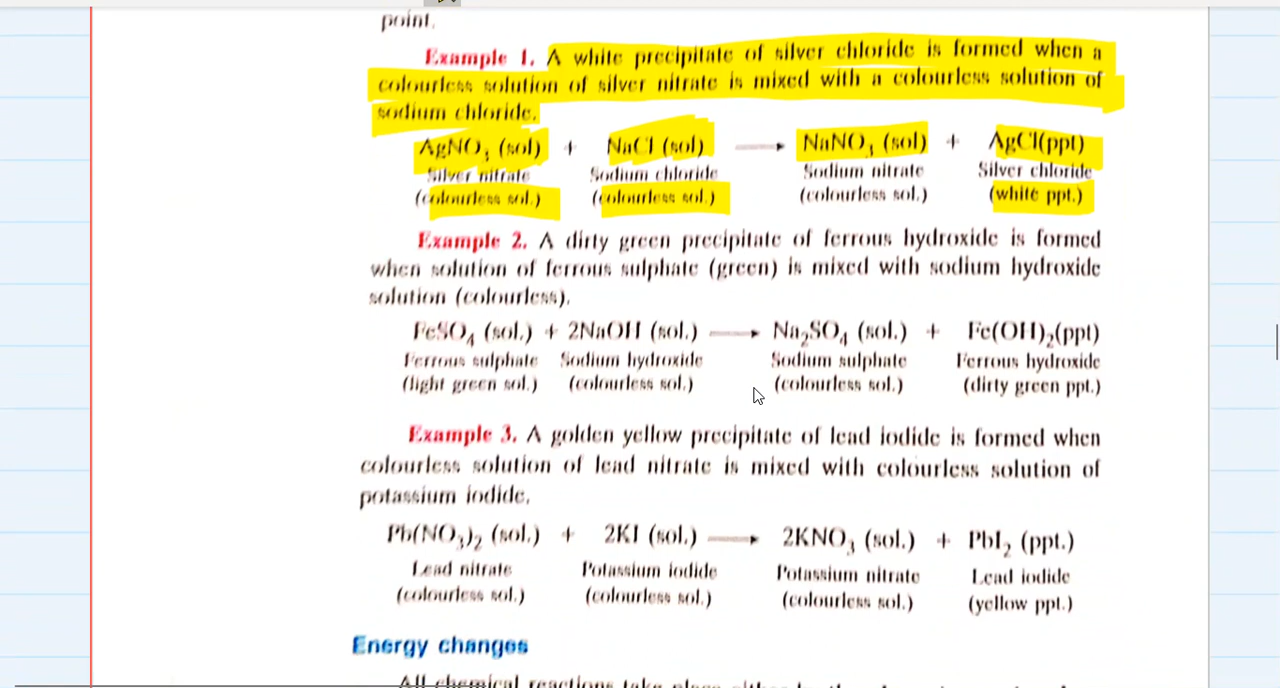 point.
Example 1. A white precipitate of silver chloride is formed when a
colourless solution of silver nitrate is mixed with a colourless solution of
sodium chloride.
AgNO₃ (sol) + NaCl (sol) ⟶ NaNO₃ (sol) + AgCl(ppt)
Silver nitrate Sodium chloride Sodium nitrate Silver chloride
(colourless sol.) (colourless sol.) (colourless sol.) (white ppt.)
Example 2. A dirty green precipitate of ferrous hydroxide is formed
when solution of ferrous sulphate (green) is mixed with sodium hydroxide
solution (colourless).
FeSO₄ (sol.) + 2NaOH (sol.) ⟶ Na₂SO₄ (sol.) + Fe(OH)₂(ppt)
Ferrous sulphate Sodium hydroxide Sodium sulphate Ferrous hydroxide
(light green sol.) (colourless sol.) (colourless sol.) (dirty green ppt.)
Example 3. A golden yellow precipitate of lead iodide is formed when
colourless solution of lead nitrate is mixed with colourless solution of
potassium iodide.
Pb(NO₃)₂ (sol.) + 2KI (sol.) ⟶ 2KNO₃ (sol.) + PbI₂ (ppt.)
Lead nitrate Potassium iodide Potassium nitrate Lead iodide
(colourless sol.) (colourless sol.) (colourless sol.) (yellow ppt.)
Energy changes
All chemical reactions take place either